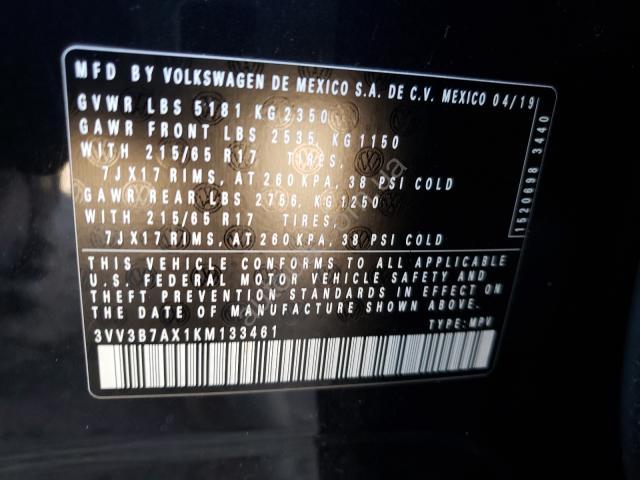 MFD BY VOLKSWAGEN DE MEXICO S.A. DE C.V. MEXICO 04/19
GVWR LBS 5181 KG 2350
GAWR FRONT LBS 2535, KG 1150
WITH 215/65 R17 TIRES,
7JX17 RIMS, AT 260 KPA, 38 PSI COLD
GAWR REAR LBS 2756, KG 1250
WITH 215/65 R17 TIRES,
7JX17 RIMS, AT 260 KPA, 38 PSI COLD
THIS VEHICLE CONFORMS TO ALL APPLICABLE
U.S. FEDERAL MOTOR VEHICLE SAFETY AND
THEFT PREVENTION STANDARDS IN EFFECT ON
THE DATE OF MANUFACTURE SHOWN ABOVE.
3VV3B7AX1KM133461 TYPE: MPV
1520698 3440